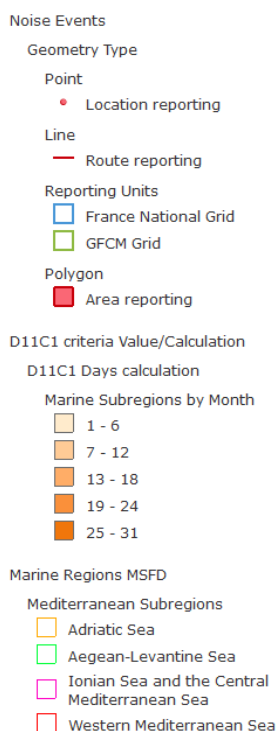 Noise Events
Geometry Type
Point
Location reporting
Line
Route reporting
Reporting Units
France National Grid
GFCM Grid
Polygon
Area reporting
D11C1 criteria Value/Calculation
D11C1 Days calculation
Marine Subregions by Month
1 - 6
7 - 12
13 - 18
19 - 24
25 - 31
Marine Regions MSFD
Mediterranean Subregions
Adriatic Sea
Aegean-Levantine Sea
Ionian Sea and the Central
Mediterranean Sea
Western Mediterranean Sea